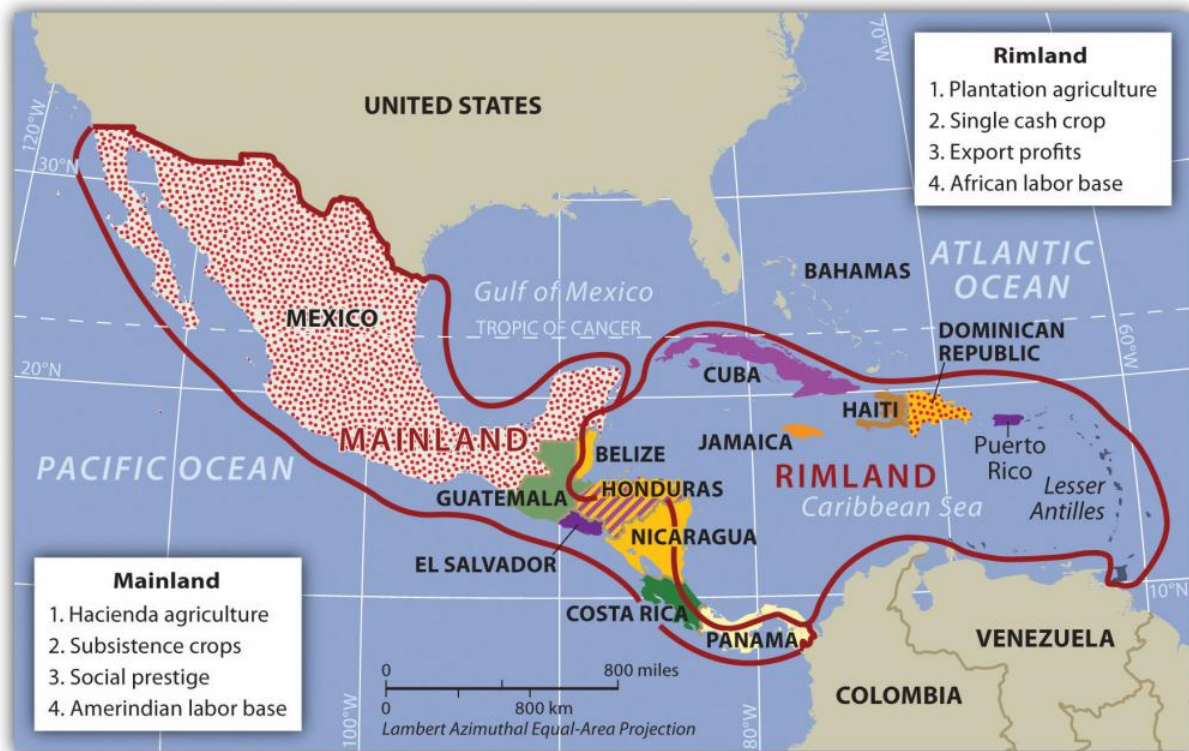 70°W
Rimland
1. Plantation agriculture
2. Single cash crop
3. Export profits
4. African labor base
UNITED STATES
120°W
30°N
ATLANTIC
OCEAN
BAHAMAS
Gulf of Mexico
TROPIC OF CANCER
MEXICO
DOMINICAN
REPUBLIC
60°W
20°N
CUBA
HAITI
JAMAICA
Puerto
Rico
MAINLAND
BELIZE
RIMLAND
PACIFIC OCEAN
GUATEMALA
HONDURAS
Caribbean Sea
Lesser
Antilles
NICARAGUA
EL SALVADOR
Mainland
1. Hacienda agriculture
2. Subsistence crops
3. Social prestige
4. Amerindian labor base
10°N
COSTA RICA
PANAMA
VENEZUELA
COLOMBIA
0 800 miles
0 800 km
Lambert Azimuthal Equal-Area Projection
100°W
80°W